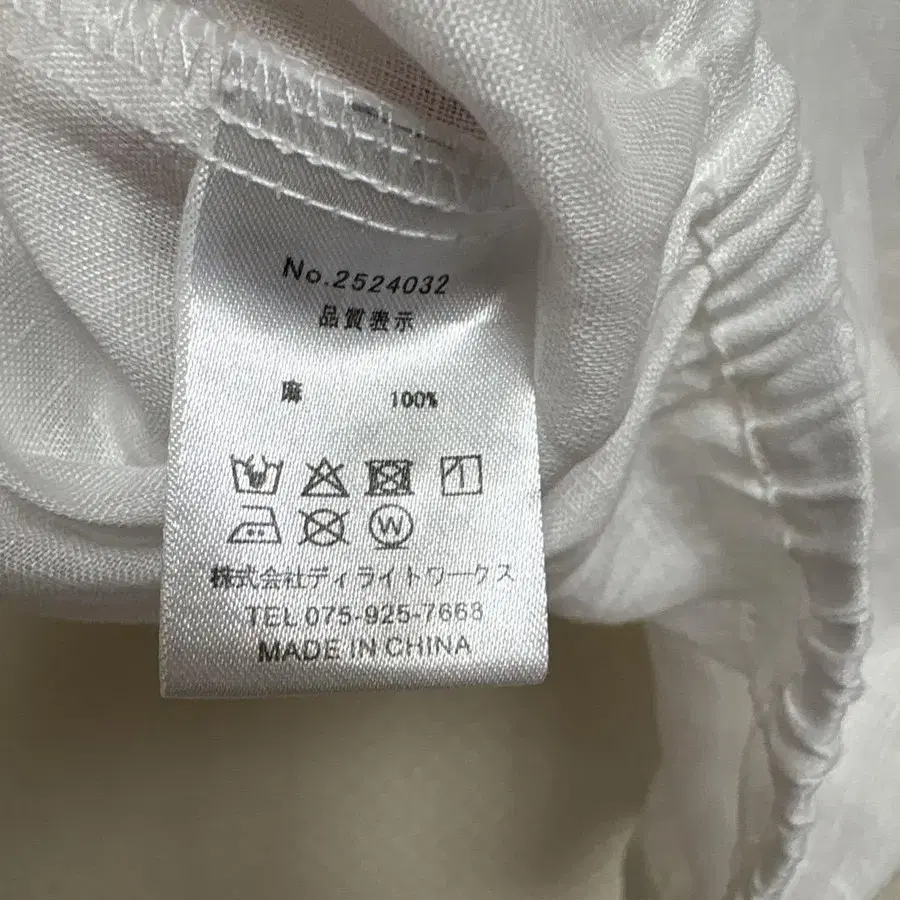 No.2524032
品質表示
麻 100%
W
株式会社ディライトワークス
TEL 075-925-7668
MADE IN CHINA